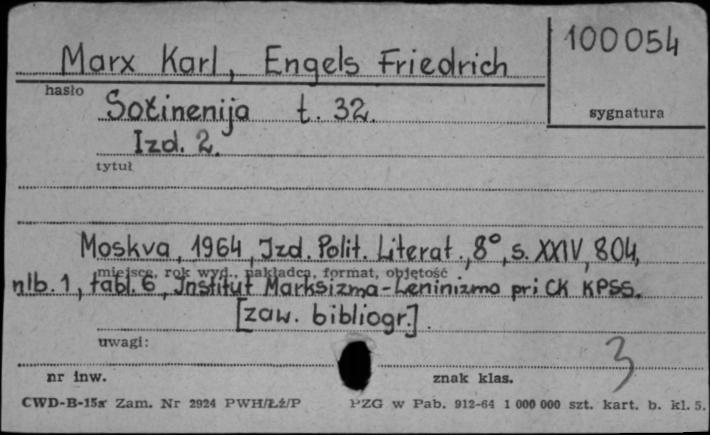 Marx Karl, Engels Friedrich
100054
hasło
Sočinenija t. 32.
sygnatura
Izd. 2.
tytuł
Moskva, 1964, Izd. Polit. Literat., 8°, s. XXIV, 804,
miejsce, rok wyd., nakładca, format, objętość
nlb. 1, tabl. 6, Institut Marksizma-Leninizma pri CK KPSS.
[zaw. bibliogr.].
uwagi:
3
nr inw.
znak klas.
CWD-B-15a Zam. Nr 2924 PWH/Łź/P PZG w Pab. 912-64 1 000 000 szt. kart. b. kl. 5.